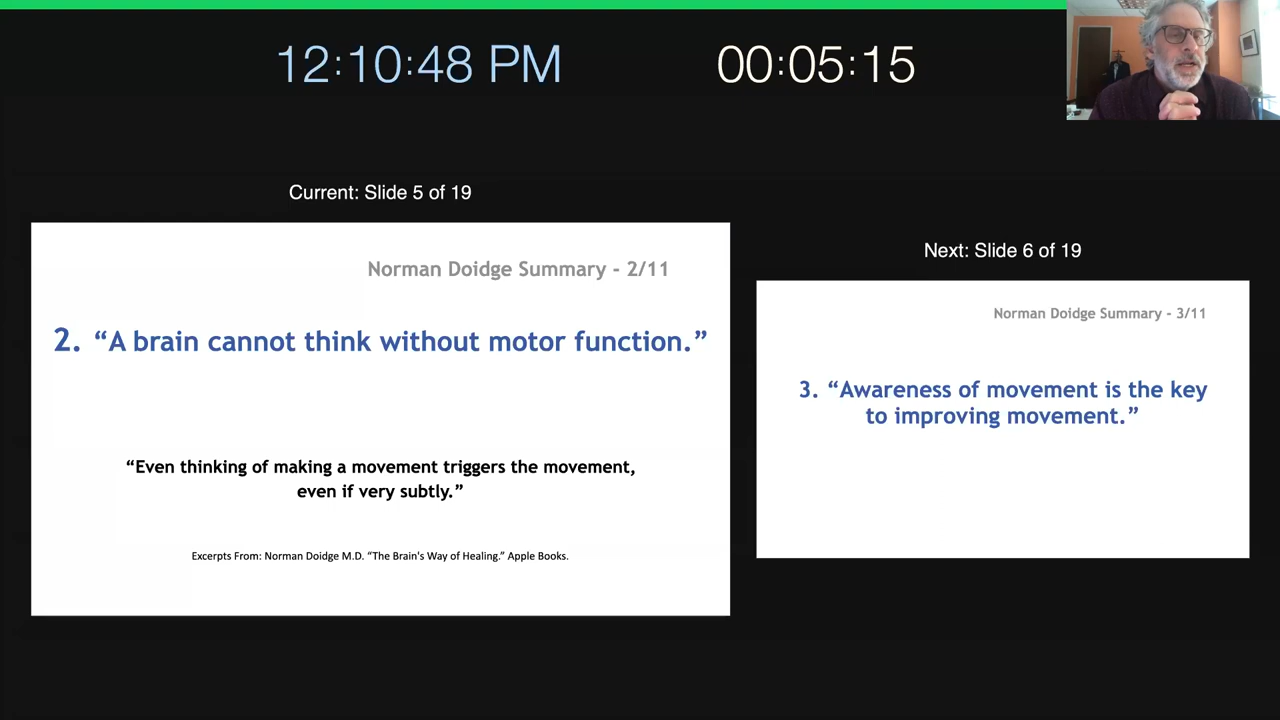 12:10:48 PM
00:05:15
Current: Slide 5 of 19
Norman Doidge Summary - 2/11
2. “A brain cannot think without motor function.”
“Even thinking of making a movement triggers the movement,
even if very subtly.”
Excerpts From: Norman Doidge M.D. “The Brain's Way of Healing.” Apple Books.
Next: Slide 6 of 19
Norman Doidge Summary - 3/11
3. “Awareness of movement is the key
to improving movement.”